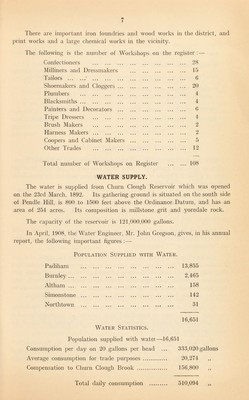 7
There are important iron foundries and wood works in the district, and
print works and a large chemical works in the vicinity.
The following is the number of Workshops on the register :—
Confectioners ... ... ... ... ... ... ... 28
Milliners and Dressmakers ... ... ... ... 15
Tailors ... ... ... ... ... ... ... ... 6
Shoemakers and Cloggers ... ... ... ... ... 20
Plumbers ... ... ... ... ... ... ... ... 4
Blacksmiths ... ... ... ... ... ... ... 4
Painters and Decorators ... ... ... ... ... 6
Tripe Dressers ... ... ... ... ... ... ... 4
Brush Makers ... ... ... ... ... ... ... 2
Harness Makers ... ... ... ... ... ... ... 2
Coopers and Cabinet Makers ... ... ... ... 5
Other Trades ... ... ... ... ... ... ... 12
Total number of Workshops on Register ... ... 108
WATER SUPPLY.
The water is supplied from Churn Clough Reservoir which was opened
on the 23rd March, 1892. Its gathering ground is situated on the south side
of Pendle Hill, is 800 to 1500 feet above the Ordnance Datum, and has an
area of 234 acres. Its composition is millstone grit and yoredale rock.
The capacity of the reservoir is 121,000,000 gallons.
In April, 1908, the Water Engineer, Mr. John Gregson, gives, in his annual
report, the following important figures :—
Population Supplied with Water.
Padiham ... ... ... ... ... 13,855
Burnley ... ... ... ... ... 2,465
Altham ... ... ... ... ... 158
Simonstone ... ... ... ... 142
Northtown ... ... ... ... 31
16,651
Water Statistics.
Population supplied with water—16,651
Consumption per day on 20 gallons per head ... 333,020 gallons
Average consumption for trade purposes ............ 20,274 ,,
Compensation to Churn Clough Brook ............... 156,800 ,,
Total daily consumption ......... 510,094 ,,